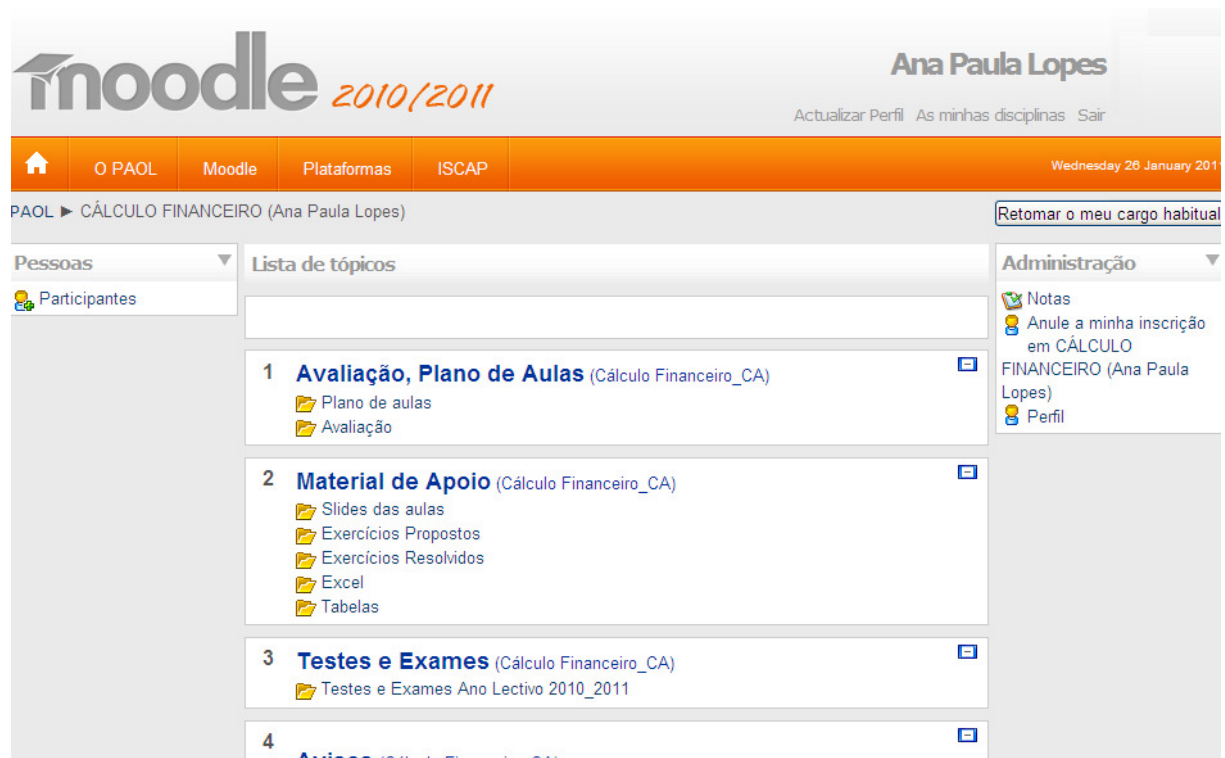 moodle 2010/2011
Ana Paula Lopes
Actualizar Perfil As minhas disciplinas Sair
O PAOL Moodle Plataformas ISCAP
Wednesday 26 January 201
PAOL ► CÁLCULO FINANCEIRO (Ana Paula Lopes)
Retomar o meu cargo habitual
Pessoas
Participantes
Lista de tópicos
1 Avaliação, Plano de Aulas (Cálculo Financeiro_CA)
Plano de aulas
Avaliação
2 Material de Apoio (Cálculo Financeiro_CA)
Slides das aulas
Exercícios Propostos
Exercícios Resolvidos
Excel
Tabelas
3 Testes e Exames (Cálculo Financeiro_CA)
Testes e Exames Ano Lectivo 2010_2011
4
Administração
Notas
Anule a minha inscrição
em CÁLCULO
FINANCEIRO (Ana Paula
Lopes)
Perfil